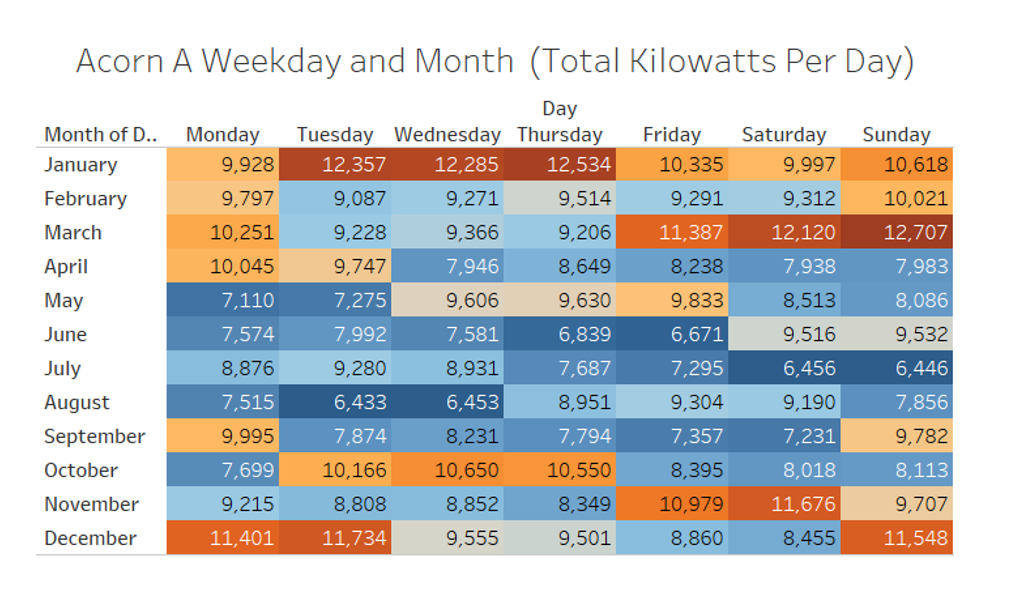 Acorn A Weekday and Month (Total Kilowatts Per Day)
Day
Month of D.. Monday Tuesday Wednesday Thursday Friday Saturday Sunday
January 9,928 12,357 12,285 12,534 10,335 9,997 10,618
February 9,797 9,087 9,271 9,514 9,291 9,312 10,021
March 10,251 9,228 9,366 9,206 11,387 12,120 12,707
April 10,045 9,747 7,946 8,649 8,238 7,938 7,983
May 7,110 7,275 9,606 9,630 9,833 8,513 8,086
June 7,574 7,992 7,581 6,839 6,671 9,516 9,532
July 8,876 9,280 8,931 7,687 7,295 6,456 6,446
August 7,515 6,433 6,453 8,951 9,304 9,190 7,856
September 9,995 7,874 8,231 7,794 7,357 7,231 9,782
October 7,699 10,166 10,650 10,550 8,395 8,018 8,113
November 9,215 8,808 8,852 8,349 10,979 11,676 9,707
December 11,401 11,734 9,555 9,501 8,860 8,455 11,548